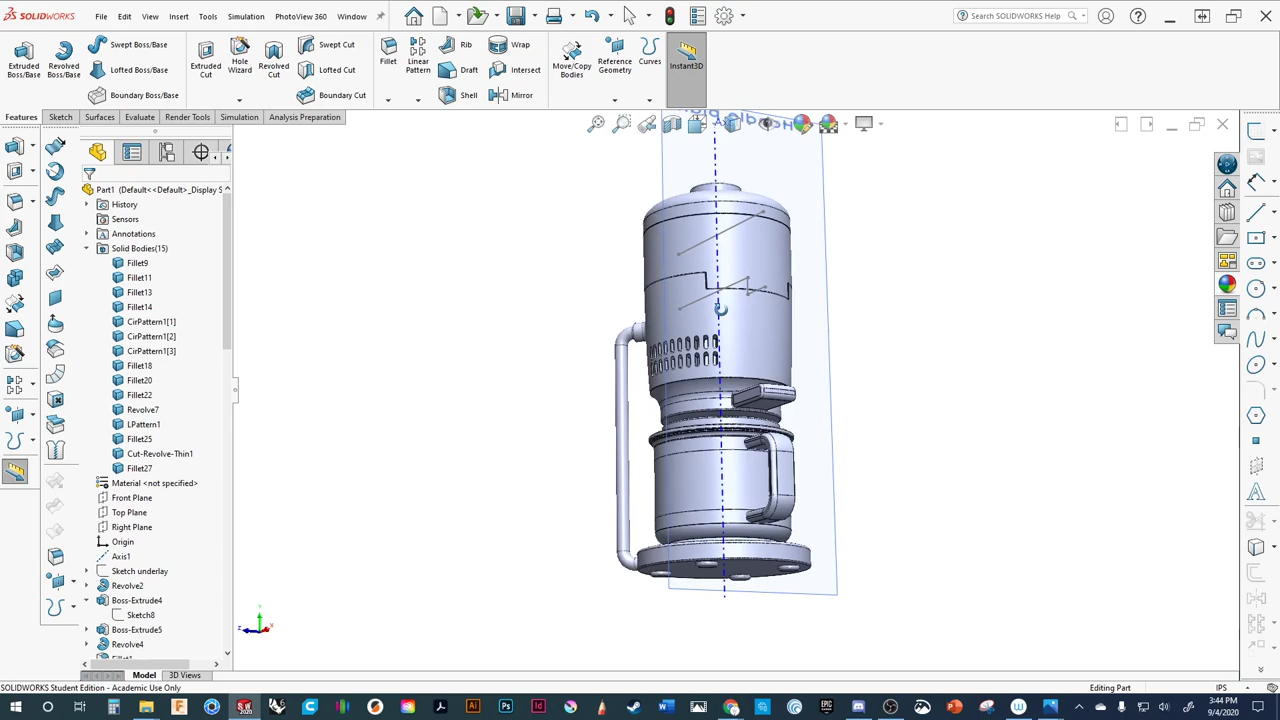 SOLIDWORKS
File
Edit
View
Insert
Tools
Simulation
PhotoView 360
Window
Search SOLIDWORKS Help
Extruded Boss/Base
Revolved Boss/Base
Swept Boss/Base
Lofted Boss/Base
Boundary Boss/Base
Extruded Cut
Hole Wizard
Revolved Cut
Swept Cut
Lofted Cut
Boundary Cut
Fillet
Linear Pattern
Rib
Draft
Shell
Wrap
Intersect
Mirror
Move/Copy Bodies
Reference Geometry
Curves
Instant3D
Features
Sketch
Surfaces
Evaluate
Render Tools
Simulation
Analysis Preparation
Part1 (Default<<Default>_Display S
History
Sensors
Annotations
Solid Bodies(15)
Fillet9
Fillet11
Fillet13
Fillet14
CirPattern1[1]
CirPattern1[2]
CirPattern1[3]
Fillet18
Fillet20
Fillet22
Revolve7
LPattern1
Fillet25
Cut-Revolve-Thin1
Fillet27
Material <not specified>
Front Plane
Top Plane
Right Plane
Origin
Axis1
Sketch underlay
Revolve2
Boss-Extrude4
Sketch8
Boss-Extrude5
Revolve4
Fillet1
Model
3D Views
SOLIDWORKS Student Edition - Academic Use Only
Editing Part
IPS
3:44 PM
9/4/2020